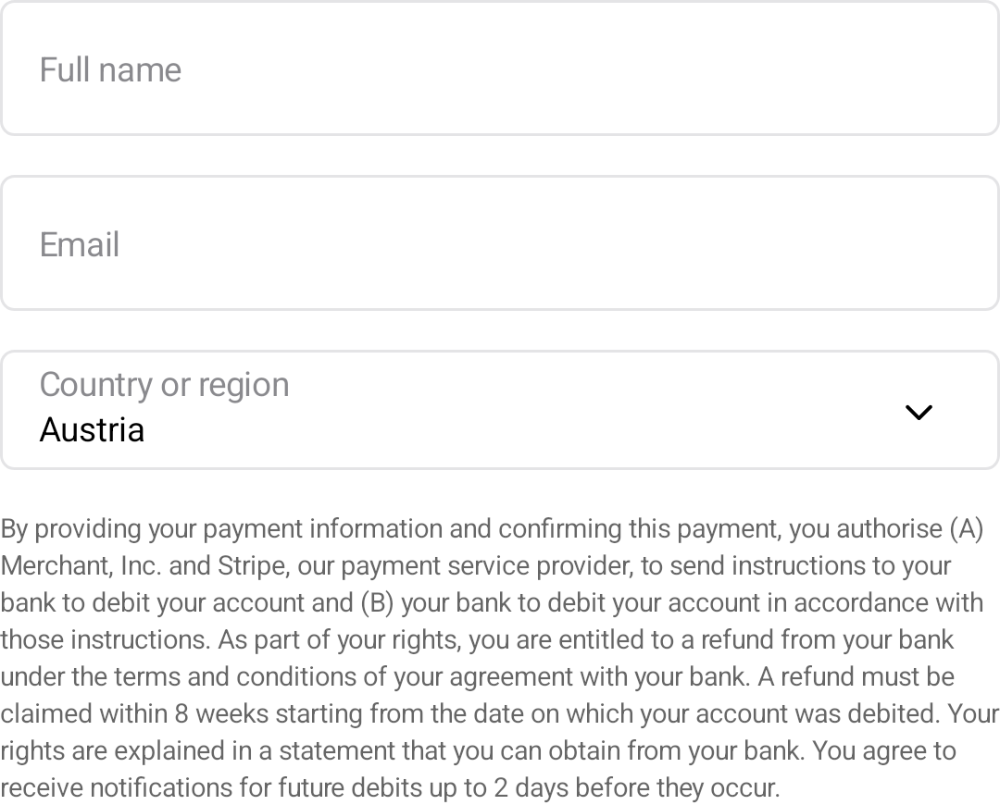 Full name
Email
Country or region
Austria
By providing your payment information and confirming this payment, you authorise (A)
Merchant, Inc. and Stripe, our payment service provider, to send instructions to your
bank to debit your account and (B) your bank to debit your account in accordance with
those instructions. As part of your rights, you are entitled to a refund from your bank
under the terms and conditions of your agreement with your bank. A refund must be
claimed within 8 weeks starting from the date on which your account was debited. Your
rights are explained in a statement that you can obtain from your bank. You agree to
receive notifications for future debits up to 2 days before they occur.